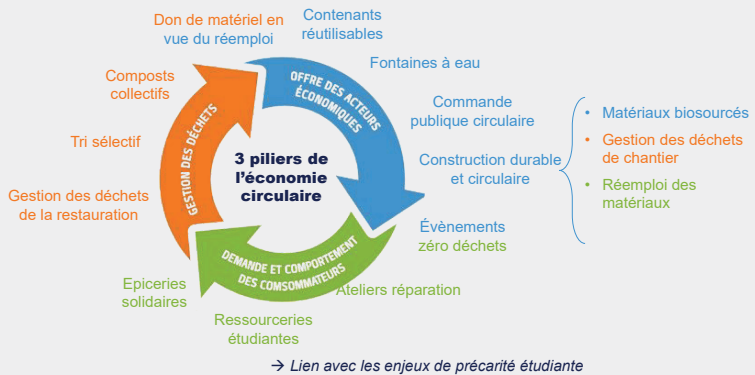 Don de matériel en
vue du réemploi
Contenants
réutilisables
Composts
collectifs
Fontaines à eau
Commande
publique circulaire
Tri sélectif
Construction durable
et circulaire
• Matériaux biosourcés
• Gestion des déchets
de chantier
• Réemploi des
matériaux
Gestion des déchets
de la restauration
Évènements
zéro déchets
OFFRE DES ACTEURS
ÉCONOMIQUES
GESTION DES DÉCHETS
3 piliers de
l'économie
circulaire
DEMANDE ET COMPORTEMENT
DES COMSOMMATEURS
Epiceries
solidaires
Ateliers réparation
Ressourceries
étudiantes
→ Lien avec les enjeux de précarité étudiante